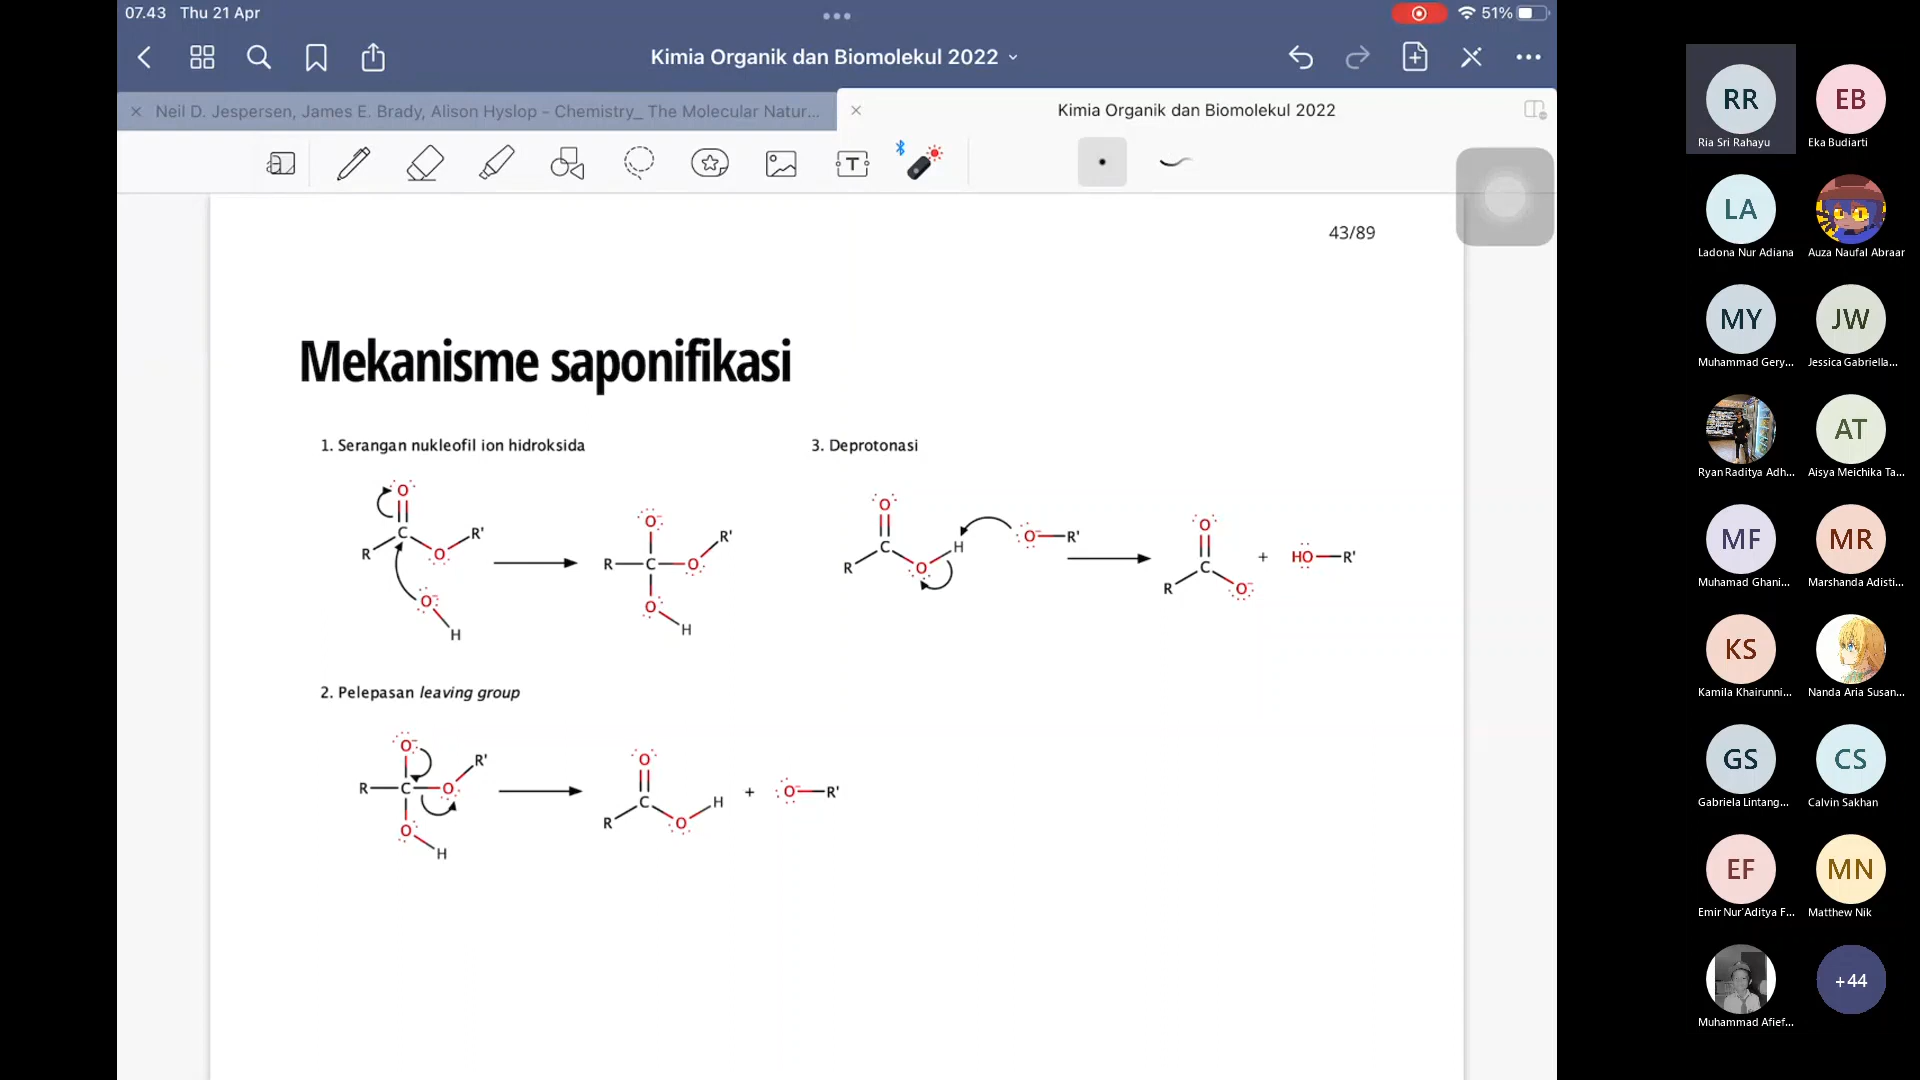 07.43 Thu 21 Apr
51%
Kimia Organik dan Biomolekul 2022
Neil D. Jespersen, James E. Brady, Alison Hyslop - Chemistry_ The Molecular Natur...
Kimia Organik dan Biomolekul 2022
T
43/89
Mekanisme saponifikasi
1. Serangan nukleofil ion hidroksida
O
C
R
O
R'
O⁻
H
O⁻
R—C—O
R'
O
H
2. Pelepasan leaving group
O⁻
R—C—O
R'
O
H
O
C
R
O
H
+
O⁻—R'
3. Deprotonasi
O
C
R
O
H
O⁻—R'
O
C
R
O⁻
+
HO—R'
RR
Ria Sri Rahayu
EB
Eka Budiarti
LA
Ladona Nur Adiana
Auza Naufal Abraar
MY
Muhammad Gery...
JW
Jessica Gabriella...
Ryan Raditya Adh...
AT
Aisya Meichika Ta...
MF
Muhamad Ghani...
MR
Marshanda Adisti...
KS
Kamila Khairunni...
Nanda Aria Susan...
GS
Gabriela Lintang...
CS
Calvin Sakhan
EF
Emir Nur'Aditya F...
MN
Matthew Nik
Muhammad Afief...
+44